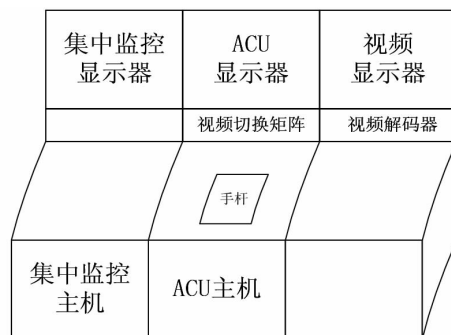 集中监控
显示器
ACU
显示器
视频
显示器
视频切换矩阵
视频解码器
手杆
集中监控
主机
ACU主机